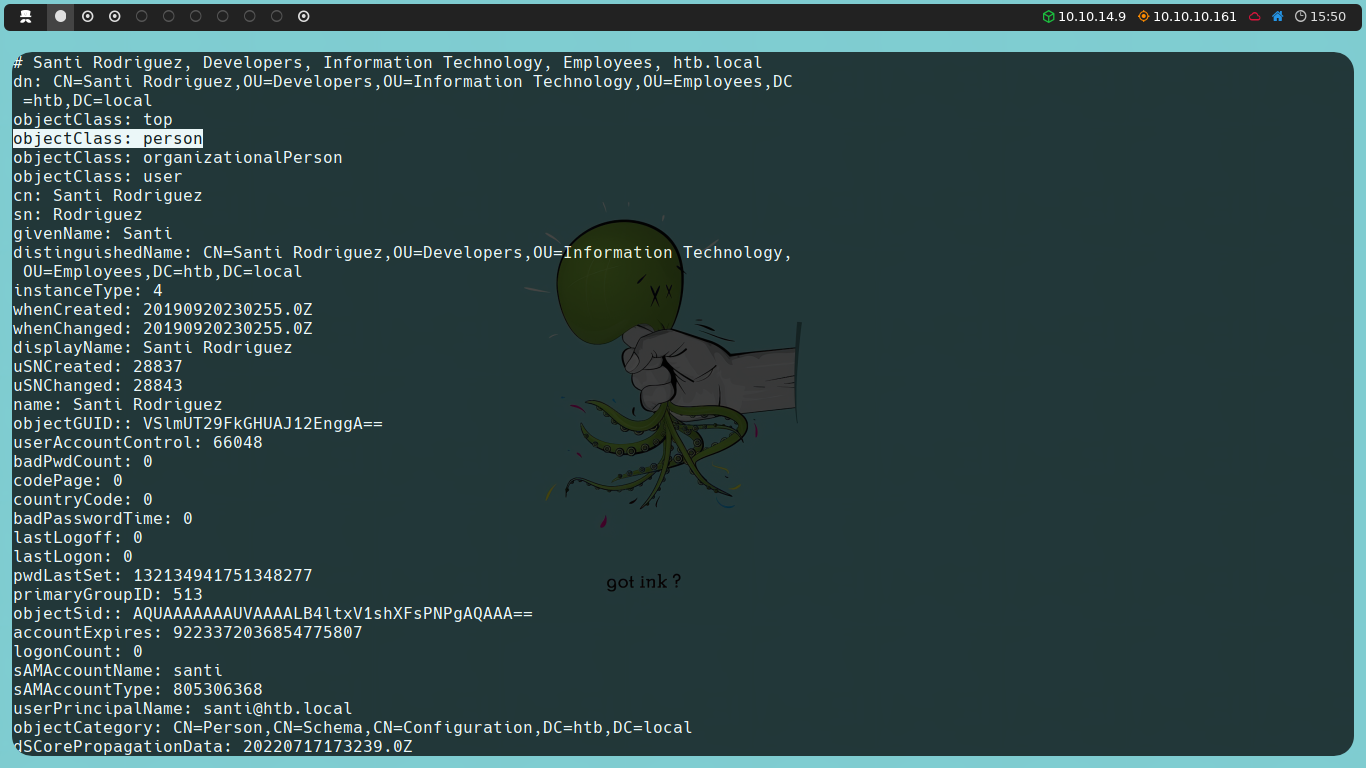 10.10.14.9 10.10.10.161 15:50
# Santi Rodriguez, Developers, Information Technology, Employees, htb.local
dn: CN=Santi Rodriguez,OU=Developers,OU=Information Technology,OU=Employees,DC
 =htb,DC=local
objectClass: top
objectClass: person
objectClass: organizationalPerson
objectClass: user
cn: Santi Rodriguez
sn: Rodriguez
givenName: Santi
distinguishedName: CN=Santi Rodriguez,OU=Developers,OU=Information Technology,
 OU=Employees,DC=htb,DC=local
instanceType: 4
whenCreated: 20190920230255.0Z
whenChanged: 20190920230255.0Z
displayName: Santi Rodriguez
uSNCreated: 28837
uSNChanged: 28843
name: Santi Rodriguez
objectGUID:: VSlmUT29FkGHUAJ12EnggA==
userAccountControl: 66048
badPwdCount: 0
codePage: 0
countryCode: 0
badPasswordTime: 0
lastLogoff: 0
lastLogon: 0
pwdLastSet: 132134941751348277
got ink ?
primaryGroupID: 513
objectSid:: AQUAAAAAAAUVAAAALB4ltxV1shXFsPNPgAQAAA==
accountExpires: 9223372036854775807
logonCount: 0
sAMAccountName: santi
sAMAccountType: 805306368
userPrincipalName: santi@htb.local
objectCategory: CN=Person,CN=Schema,CN=Configuration,DC=htb,DC=local
dSCorePropagationData: 20220717173239.0Z